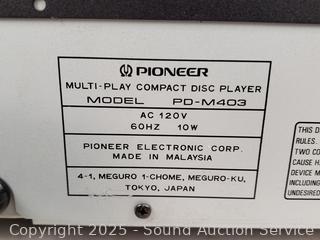 PIONEER
MULTI-PLAY COMPACT DISC PLAYER
MODEL PD-M403
AC 120V
60HZ 10W
PIONEER ELECTRONIC CORP.
MADE IN MALAYSIA
4-1, MEGURO 1-CHOME, MEGURO-KU,
TOKYO, JAPAN
THIS D
RULES.
TWO CO
CAUSE HA
DEVICE M
INCLUDING
UNDESIRED
Copyright 2025 - Sound Auction Service